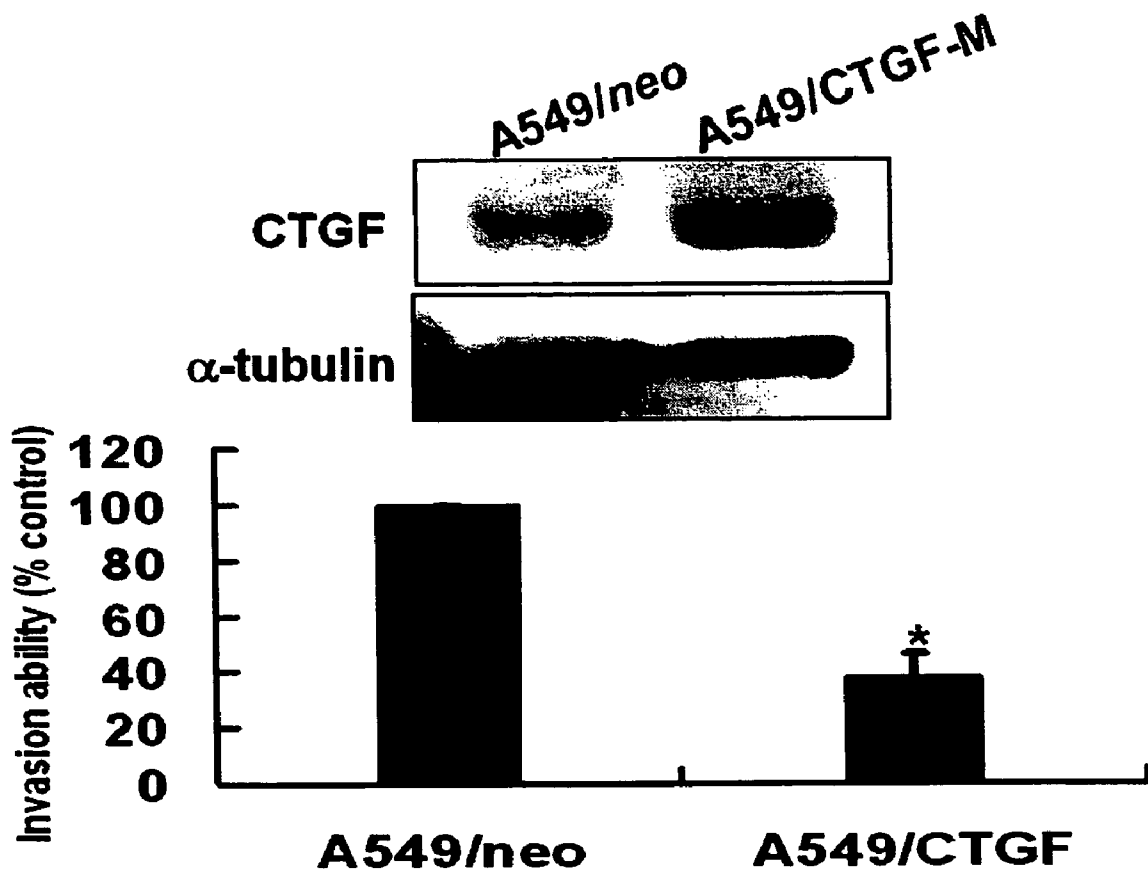 A549/neo A549/CTGF-M
CTGF
α-tubulin
Invasion ability (% control)
120
100
80
60
40
20
0
*
A549/neo A549/CTGF